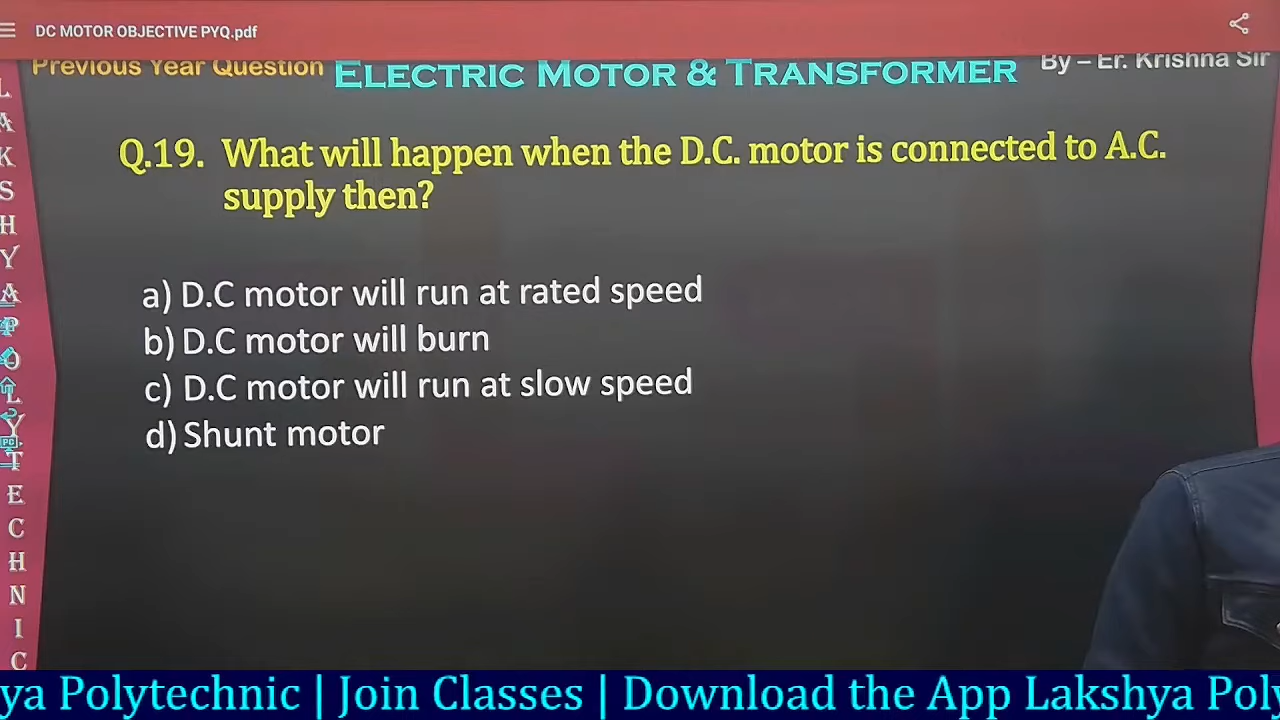 DC MOTOR OBJECTIVE PYQ.pdf
Previous Year Question
ELECTRIC MOTOR & TRANSFORMER
By – Er. Krishna Sir
Q.19. What will happen when the D.C. motor is connected to A.C.
supply then?
a) D.C motor will run at rated speed
b) D.C motor will burn
c) D.C motor will run at slow speed
d) Shunt motor
L
A
K
S
H
Y
A
P
O
L
Y
T
E
C
H
N
I
C
ya Polytechnic | Join Classes | Download the App Lakshya Poly